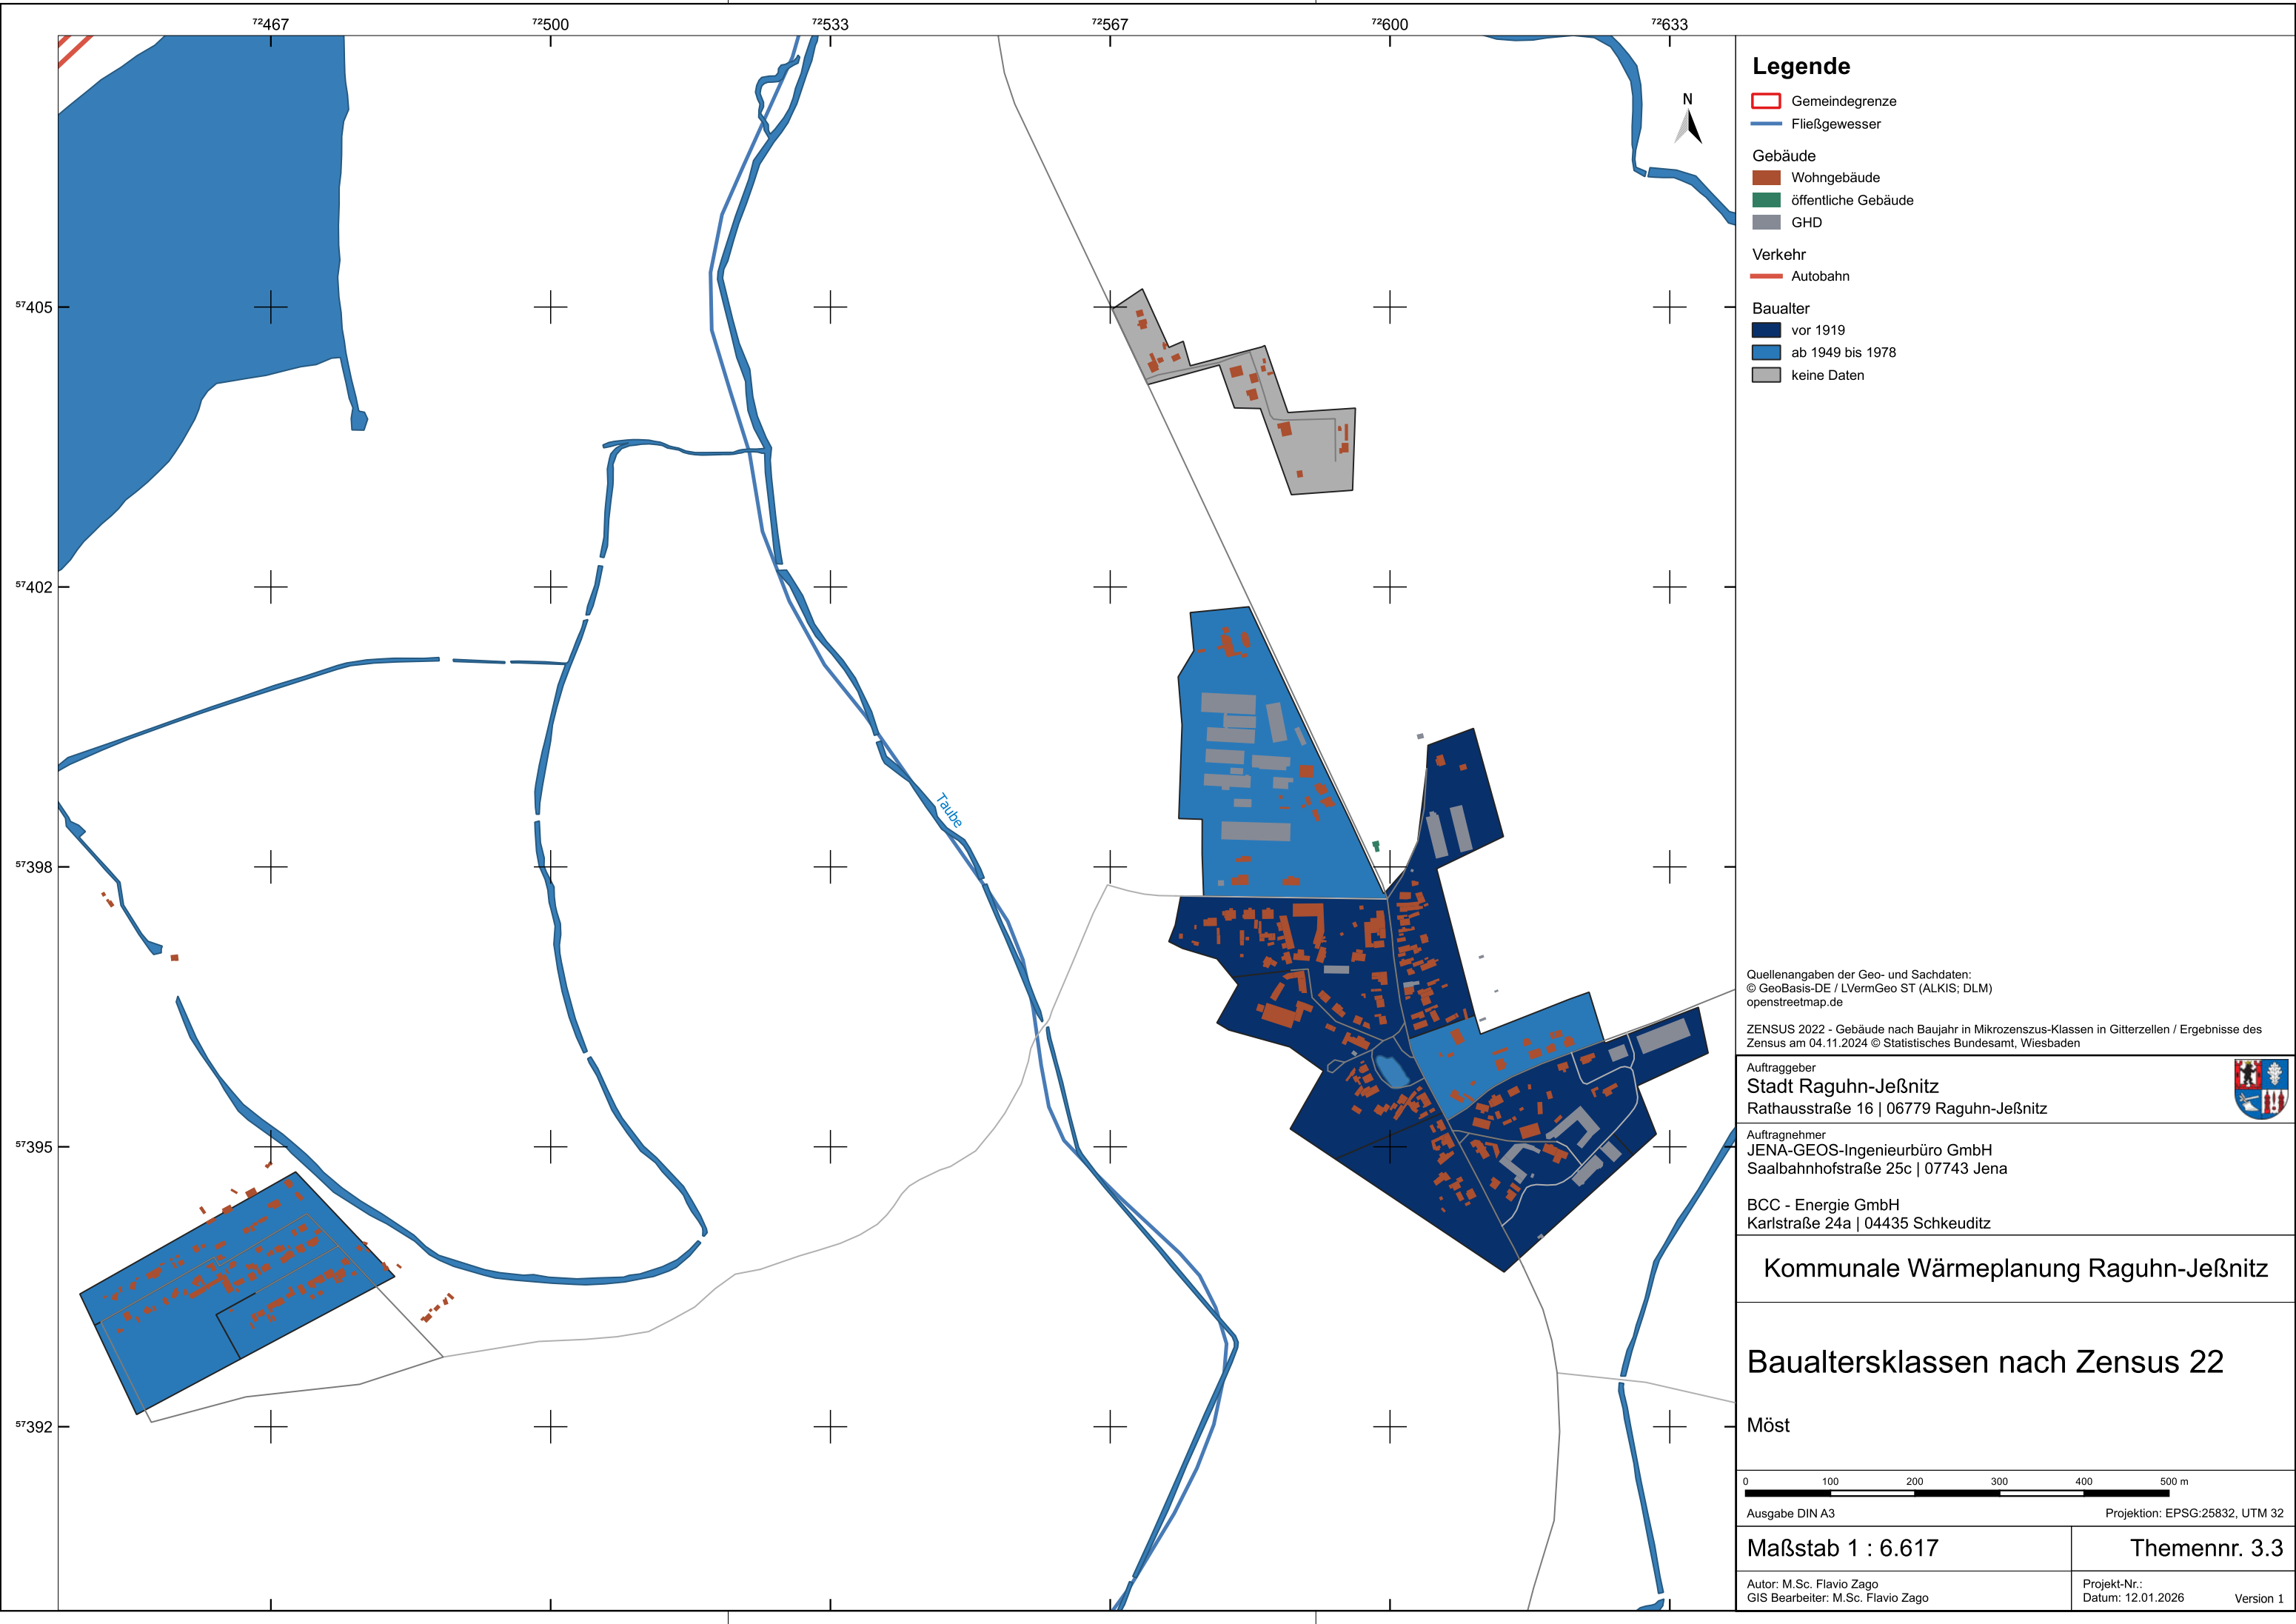 72467 72500 72533 72567 72600 72633
57405
57402
57398
57395
57392
Taube
N
Legende
Gemeindegrenze
Fließgewesser
Gebäude
Wohngebäude
öffentliche Gebäude
GHD
Verkehr
Autobahn
Baualter
vor 1919
ab 1949 bis 1978
keine Daten
Quellenangaben der Geo- und Sachdaten:
© GeoBasis-DE / LVermGeo ST (ALKIS; DLM)
openstreetmap.de
ZENSUS 2022 - Gebäude nach Baujahr in Mikrozenszus-Klassen in Gitterzellen / Ergebnisse des
Zensus am 04.11.2024 © Statistisches Bundesamt, Wiesbaden
Auftraggeber
Stadt Raguhn-Jeßnitz
Rathausstraße 16 | 06779 Raguhn-Jeßnitz
Auftragnehmer
JENA-GEOS-Ingenieurbüro GmbH
Saalbahnhofstraße 25c | 07743 Jena
BCC - Energie GmbH
Karlstraße 24a | 04435 Schkeuditz
Kommunale Wärmeplanung Raguhn-Jeßnitz
Baualtersklassen nach Zensus 22
Möst
0 100 200 300 400 500 m
Ausgabe DIN A3 Projektion: EPSG:25832, UTM 32
Maßstab 1 : 6.617 Themennr. 3.3
Autor: M.Sc. Flavio Zago
GIS Bearbeiter: M.Sc. Flavio Zago
Projekt-Nr.:
Datum: 12.01.2026 Version 1